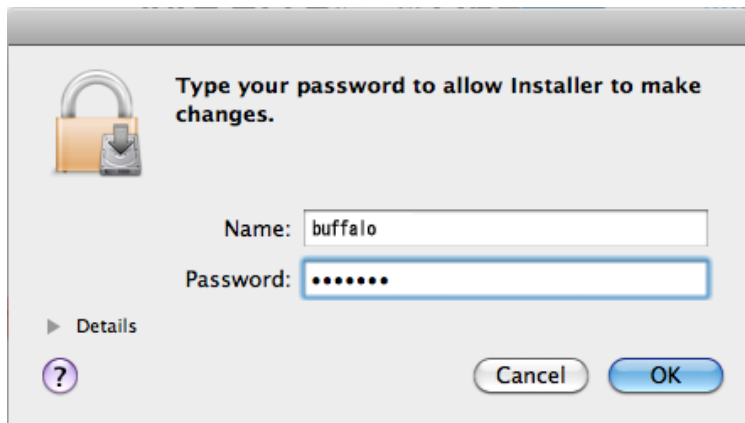 Type your password to allow Installer to make
changes.
Name: buffalo
Password: •••••••
Details
? Cancel OK